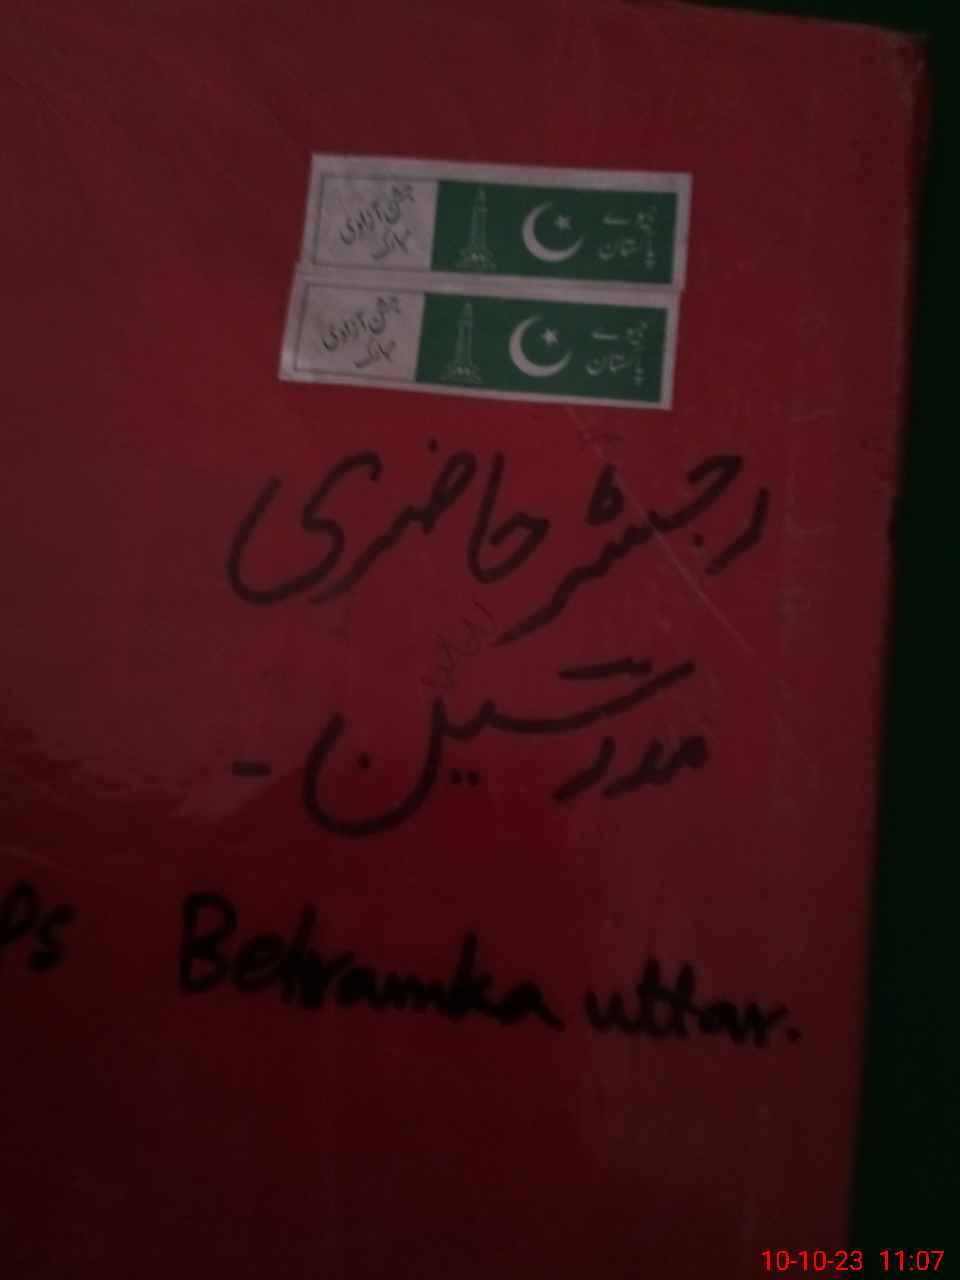 جشن آزادی
مبارک
جیوے
پاکستان
جشن آزادی
مبارک
جیوے
پاکستان
رجسٹر حاضری
مدرسین -
Ps Behramka uttar.
10-10-23 11:07